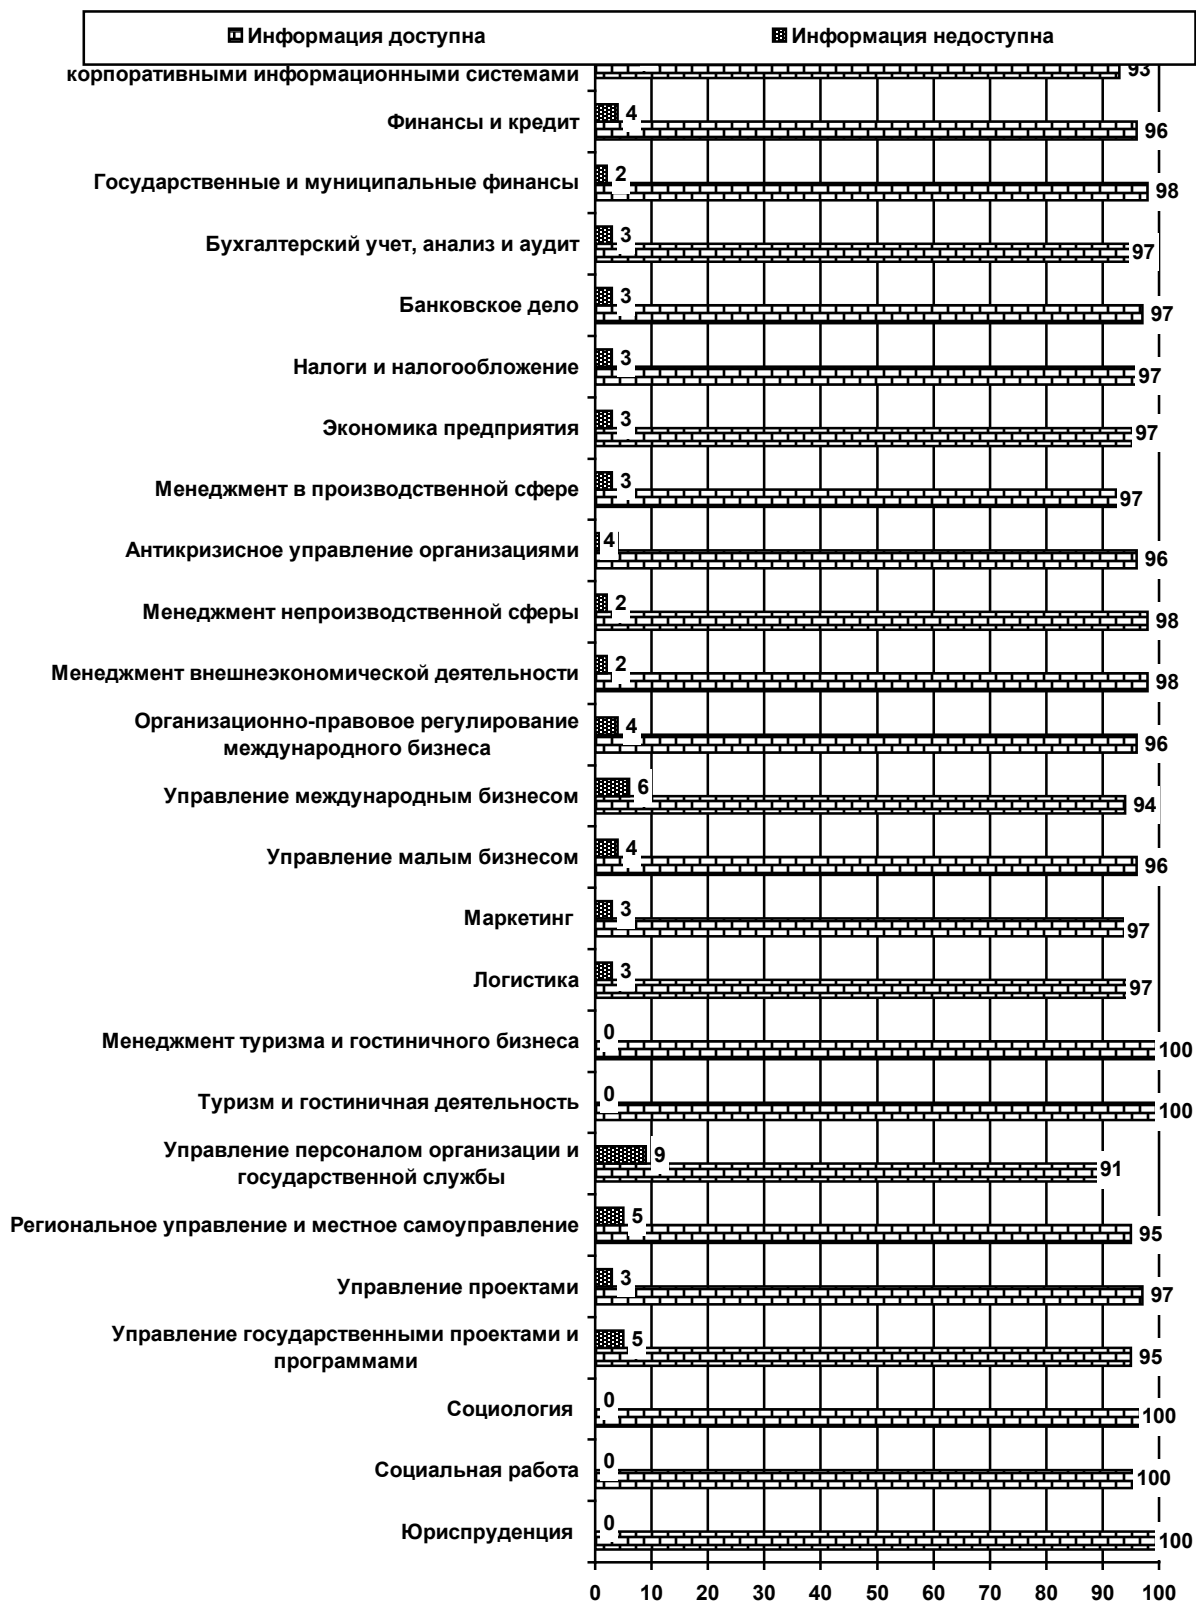 Информация доступна
Информация недоступна
корпоративными информационными системами
93
Финансы и кредит
4
96
Государственные и муниципальные финансы
2
98
Бухгалтерский учет, анализ и аудит
3
97
Банковское дело
3
97
Налоги и налогообложение
3
97
Экономика предприятия
3
97
Менеджмент в производственной сфере
3
97
Антикризисное управление организациями
4
96
Менеджмент непроизводственной сферы
2
98
Менеджмент внешнеэкономической деятельности
2
98
Организационно-правовое регулирование
международного бизнеса
4
96
Управление международным бизнесом
6
94
Управление малым бизнесом
4
96
Маркетинг
3
97
Логистика
3
97
Менеджмент туризма и гостиничного бизнеса
0
100
Туризм и гостиничная деятельность
0
100
Управление персоналом организации и
государственной службы
9
91
Региональное управление и местное самоуправление
5
95
Управление проектами
3
97
Управление государственными проектами и
программами
5
95
Социология
0
100
Социальная работа
0
100
Юриспруденция
0
100
0 10 20 30 40 50 60 70 80 90 100